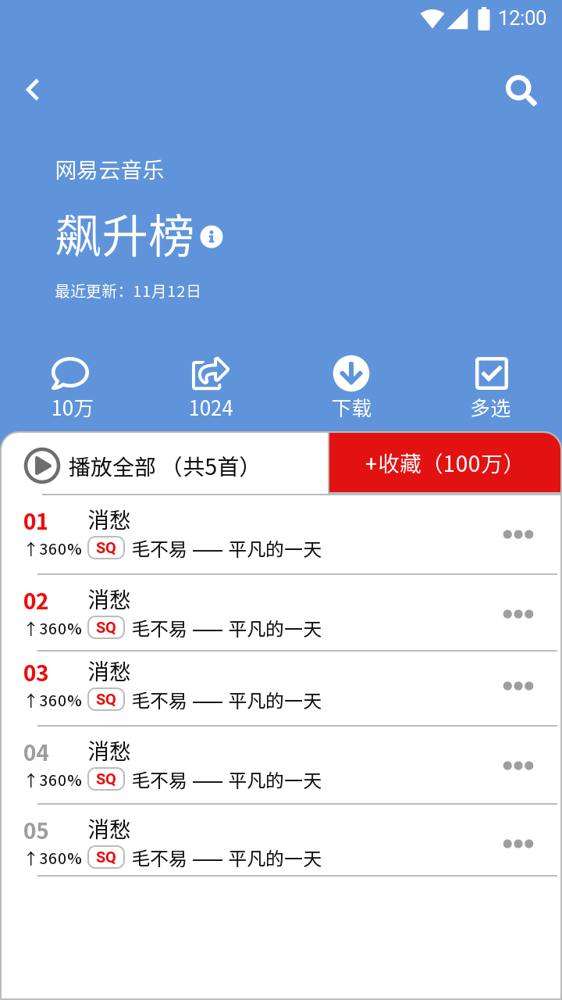 12:00
网易云音乐
飙升榜
最近更新：11月12日
10万 1024 下载 多选
播放全部 （共5首） +收藏（100万）
01 消愁
↑360% SQ 毛不易 —— 平凡的一天
02 消愁
↑360% SQ 毛不易 —— 平凡的一天
03 消愁
↑360% SQ 毛不易 —— 平凡的一天
04 消愁
↑360% SQ 毛不易 —— 平凡的一天
05 消愁
↑360% SQ 毛不易 —— 平凡的一天